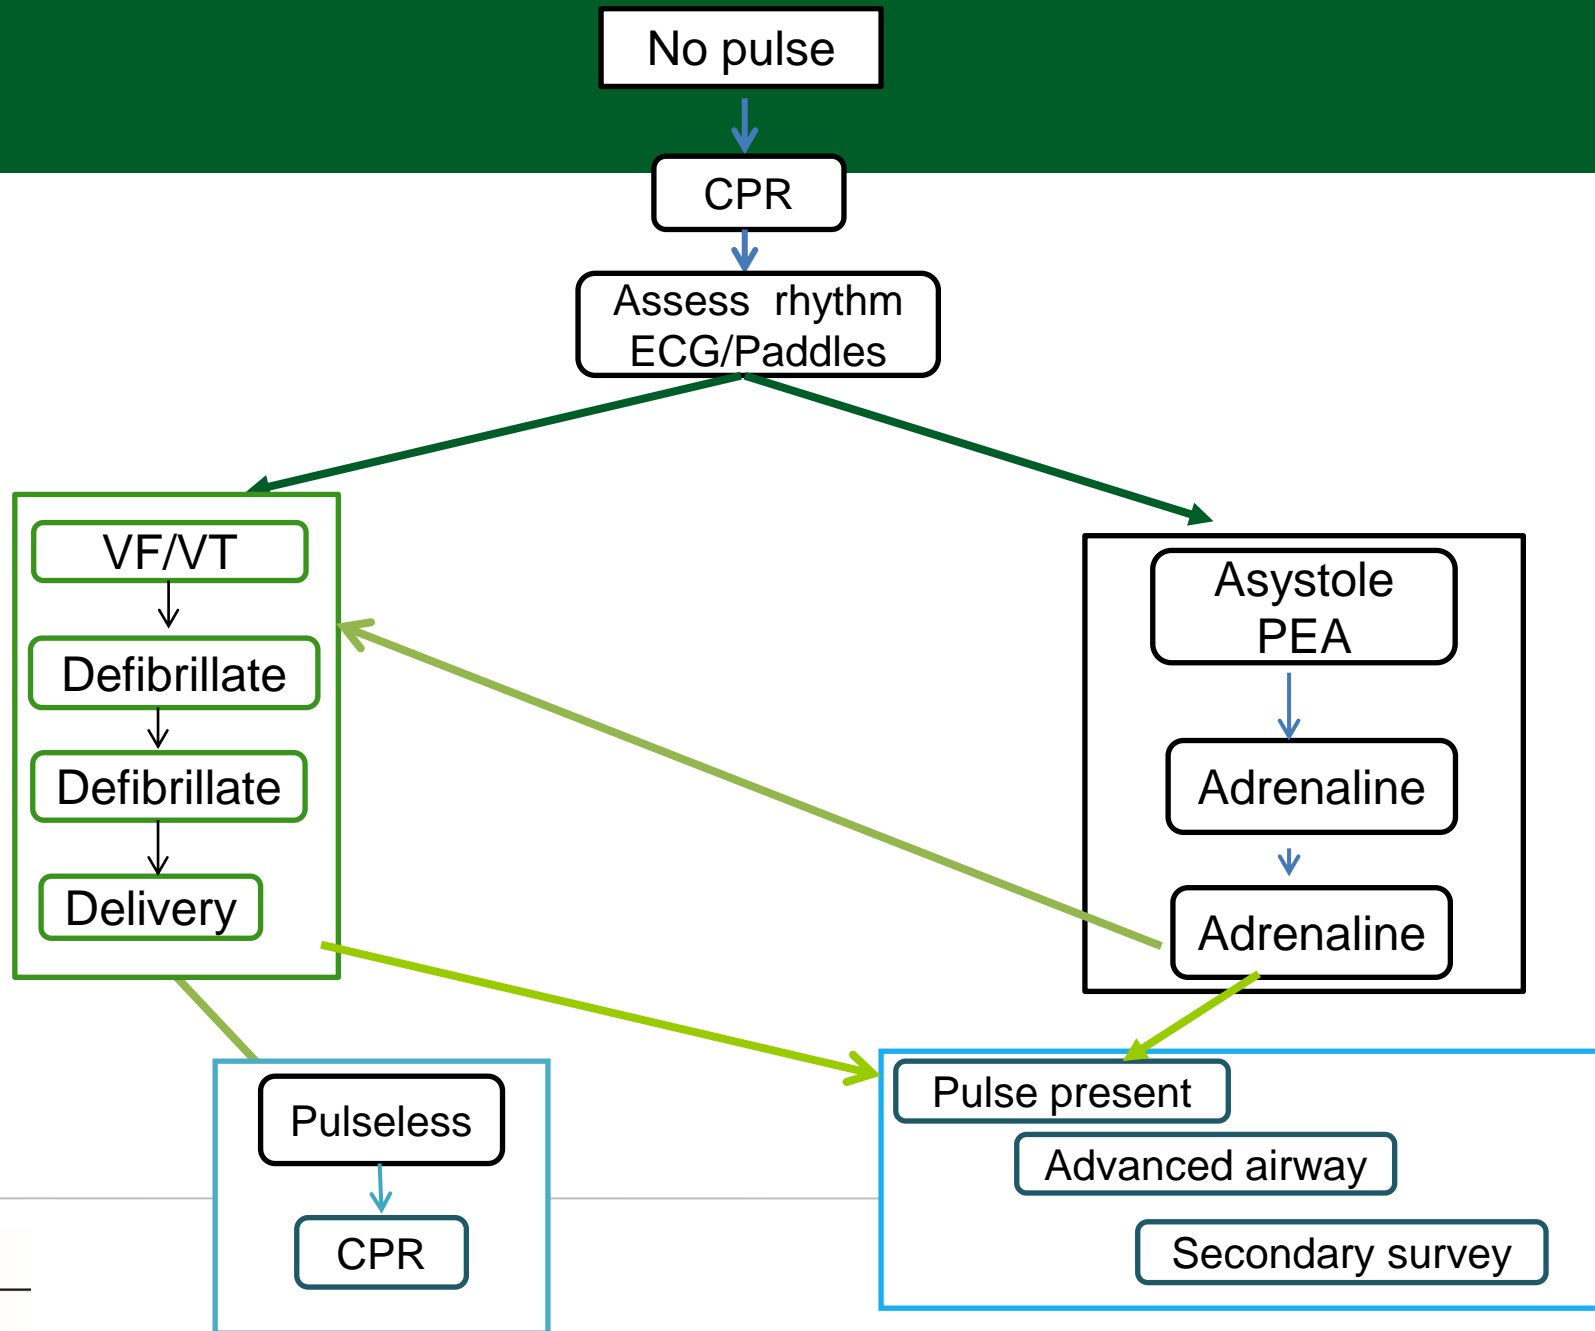 No pulse
CPR
Assess rhythm
ECG/Paddles
VF/VT
Defibrillate
Defibrillate
Delivery
Asystole
PEA
Adrenaline
Adrenaline
Pulseless
CPR
Pulse present
Advanced airway
Secondary survey